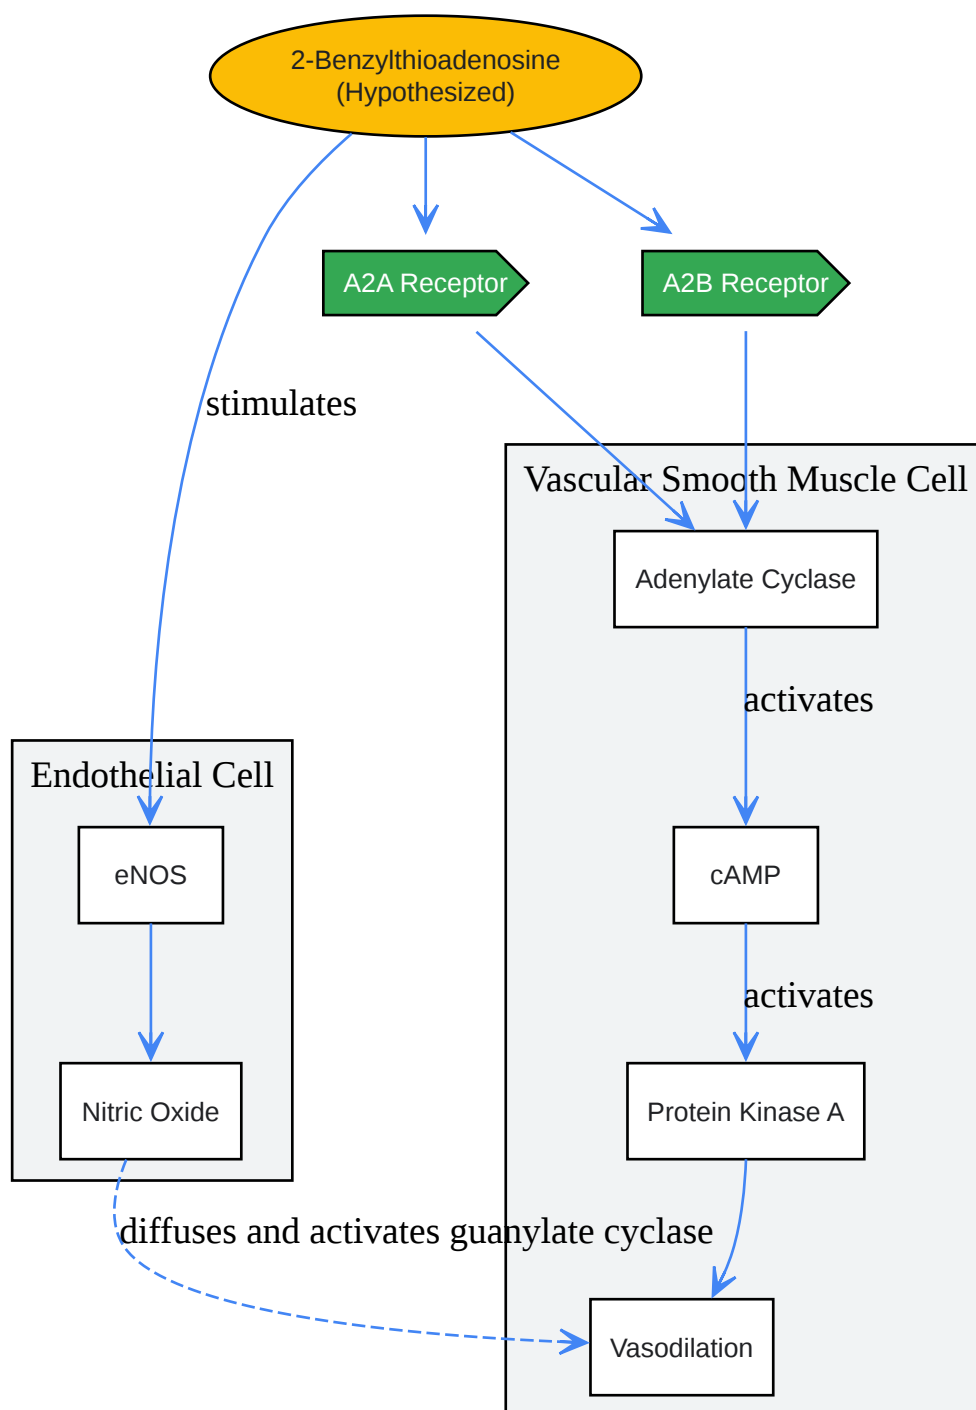 2-Benzylthioadenosine
(Hypothesized)
A2A Receptor
A2B Receptor
stimulates
Vascular Smooth Muscle Cell
Adenylate Cyclase
activates
Endothelial Cell
eNOS
cAMP
activates
Nitric Oxide
Protein Kinase A
diffuses and activates guanylate cyclase
Vasodilation